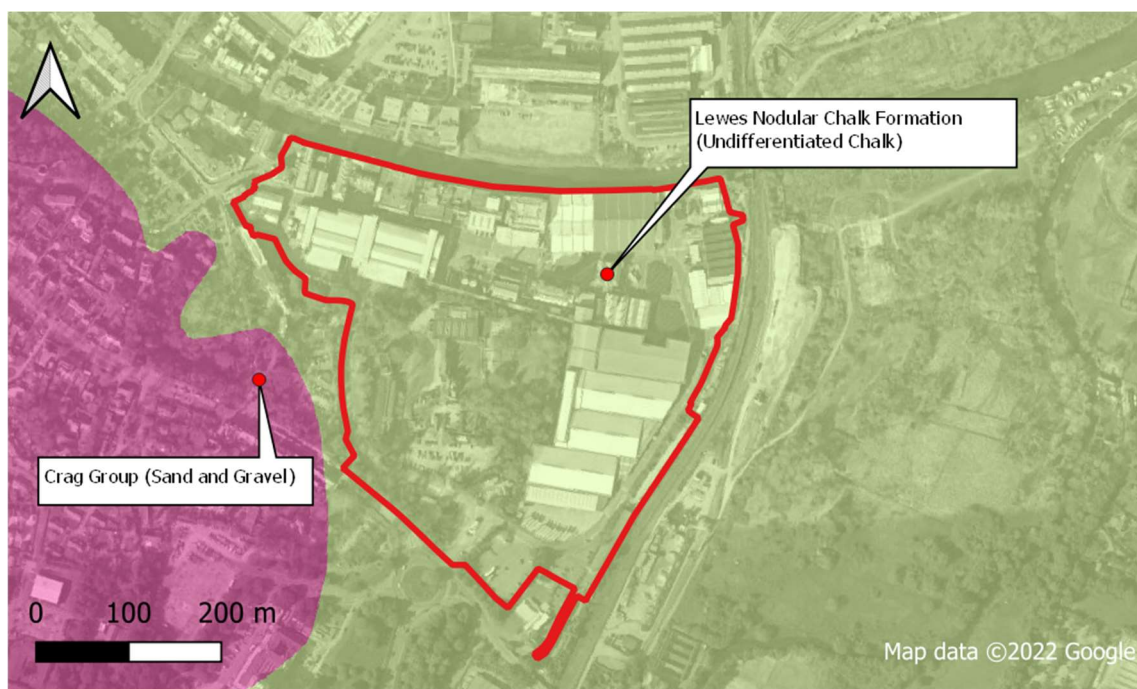 Lewes Nodular Chalk Formation
(Undifferentiated Chalk)
Crag Group (Sand and Gravel)
0 100 200 m
Map data ©2022 Google